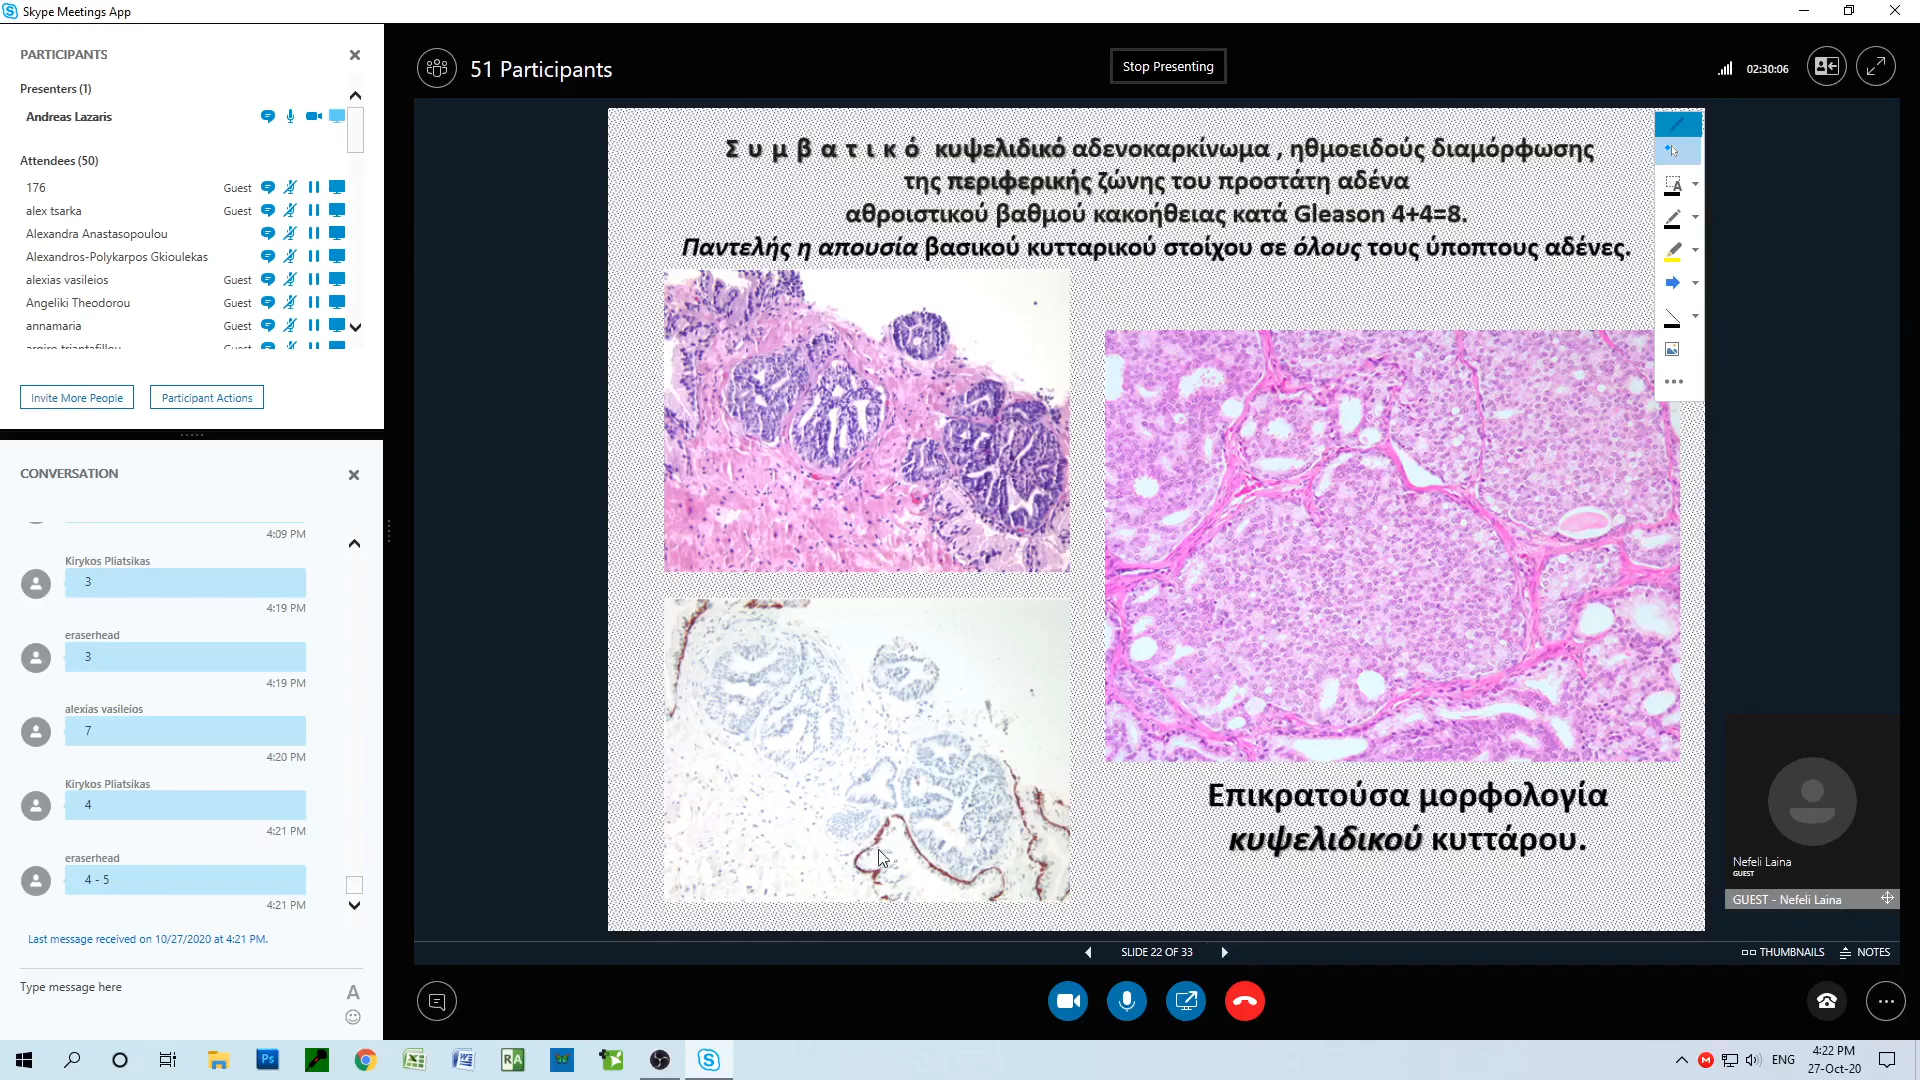 Skype Meetings App
PARTICIPANTS
Presenters (1)
Andreas Lazaris
Attendees (50)
176 Guest
alex tsarka Guest
Alexandra Anastasopoulou
Alexandros-Polykarpos Gkioulekas
alexias vasileios Guest
Angeliki Theodorou Guest
annamaria Guest
argiro triantafillou Guest
Invite More People
Participant Actions
CONVERSATION
4:09 PM
Kirykos Pliatsikas
3
4:19 PM
eraserhead
3
4:19 PM
alexias vasileios
7
4:20 PM
Kirykos Pliatsikas
4
4:21 PM
eraserhead
4 - 5
4:21 PM
Last message received on 10/27/2020 at 4:21 PM.
Type message here
A
51 Participants
Stop Presenting
02:30:06
Σ υ μ β α τ ι κ ό κυψελιδικό αδενοκαρκίνωμα , ηθμοειδούς διαμόρφωσης
της περιφερικής ζώνης του προστάτη αδένα
αθροιστικού βαθμού κακοήθειας κατά Gleason 4+4=8.
Παντελής η απουσία βασικού κυτταρικού στοίχου σε όλους τους ύποπτους αδένες.
Επικρατούσα μορφολογία
κυψελιδικού κυττάρου.
Nefeli Laina
GUEST
GUEST - Nefeli Laina
SLIDE 22 OF 33
THUMBNAILS
NOTES
Ps
RA
ENG
4:22 PM
27-Oct-20